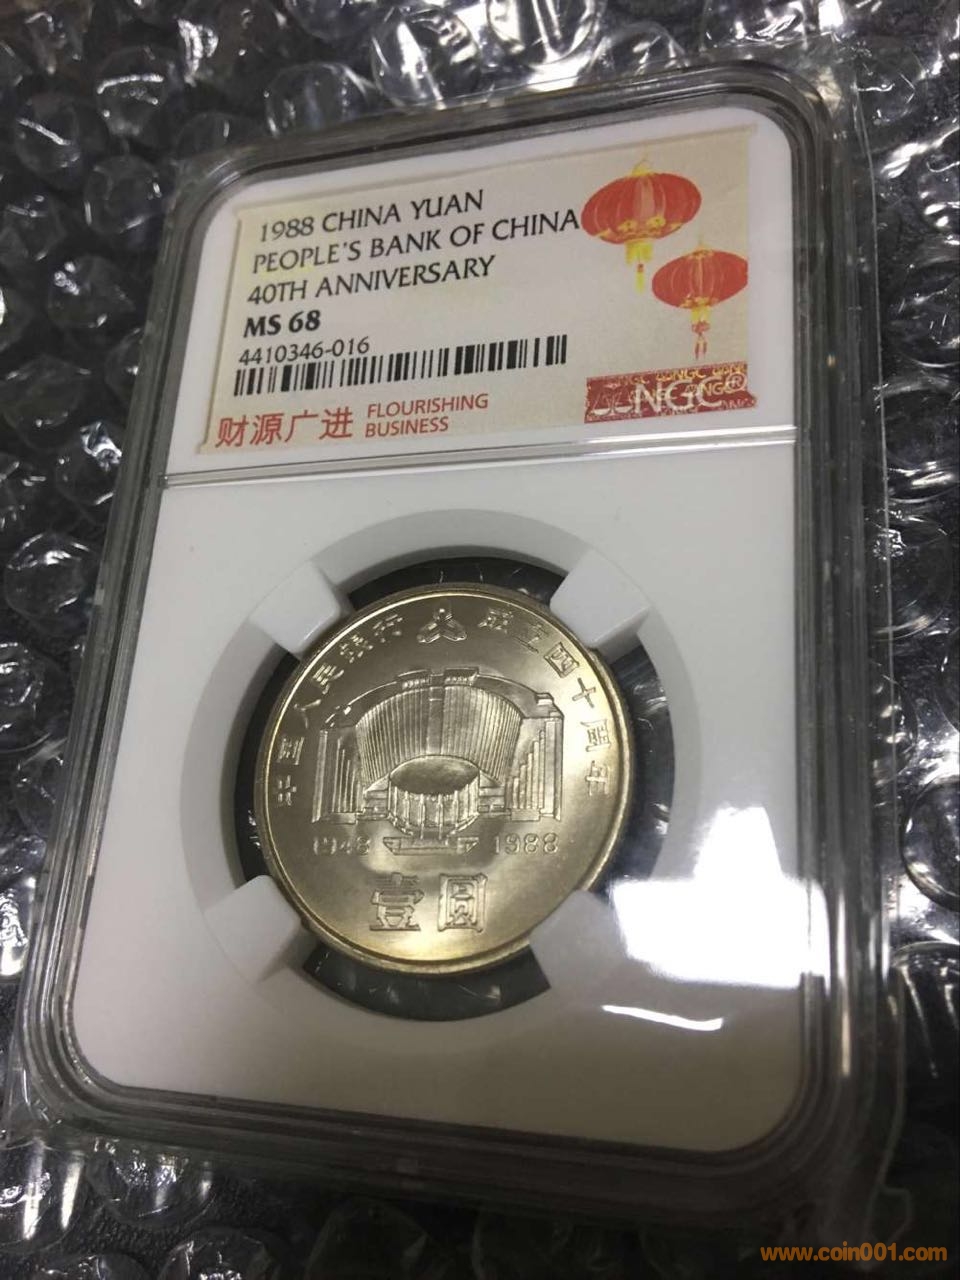 1988 CHINA YUAN
PEOPLE'S BANK OF CHINA
40TH ANNIVERSARY
MS 68
4410346-016
财源广进 FLOURISHING
BUSINESS
NGC
中国人民银行 成立四十周年
1948 1988
壹圆
www.coin001.com